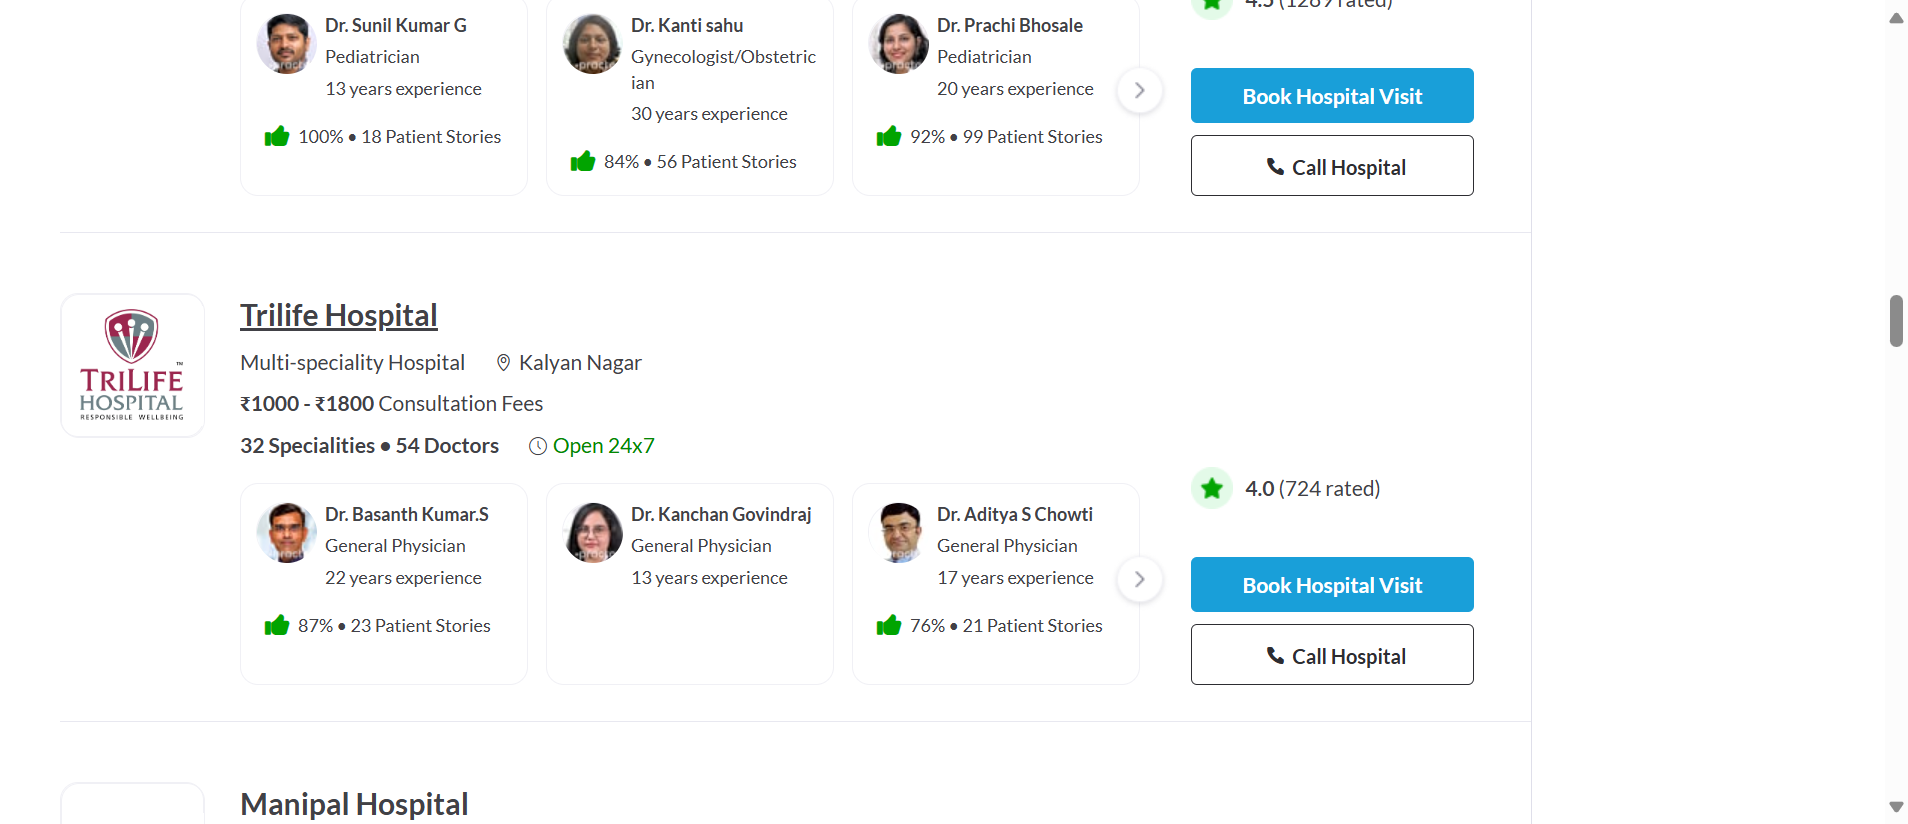 4.5 (1289 rated)
Dr. Sunil Kumar G
Pediatrician
13 years experience
100% • 18 Patient Stories
Dr. Kanti sahu
Gynecologist/Obstetric
ian
30 years experience
84% • 56 Patient Stories
Dr. Prachi Bhosale
Pediatrician
20 years experience
92% • 99 Patient Stories
Book Hospital Visit
Call Hospital
TRILIFE
HOSPITAL
RESPONSIBLE WELLBEING
Trilife Hospital
Multi-speciality Hospital Kalyan Nagar
₹1000 - ₹1800 Consultation Fees
32 Specialities • 54 Doctors Open 24x7
Dr. Basanth Kumar.S
General Physician
22 years experience
87% • 23 Patient Stories
Dr. Kanchan Govindraj
General Physician
13 years experience
Dr. Aditya S Chowti
General Physician
17 years experience
76% • 21 Patient Stories
4.0 (724 rated)
Book Hospital Visit
Call Hospital
Manipal Hospital